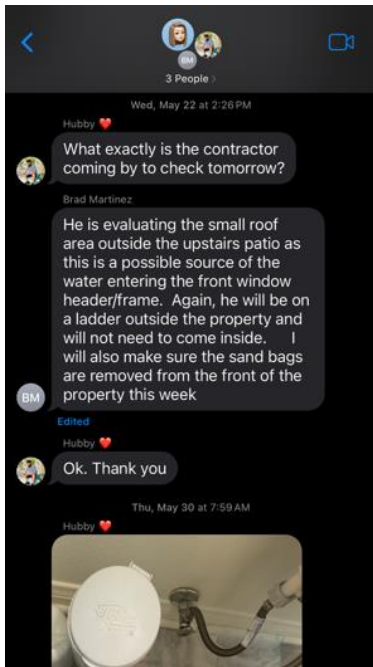 BM
3 People >
Wed, May 22 at 2:26 PM
Hubby ❤️
What exactly is the contractor
coming by to check tomorrow?
Brad Martinez
He is evaluating the small roof
area outside the upstairs patio as
this is a possible source of the
water entering the front window
header/frame. Again, he will be on
a ladder outside the property and
will not need to come inside. I
will also make sure the sand bags
are removed from the front of the
property this week
BM
Edited
Hubby ❤️
Ok. Thank you
Thu, May 30 at 7:59 AM
Hubby ❤️